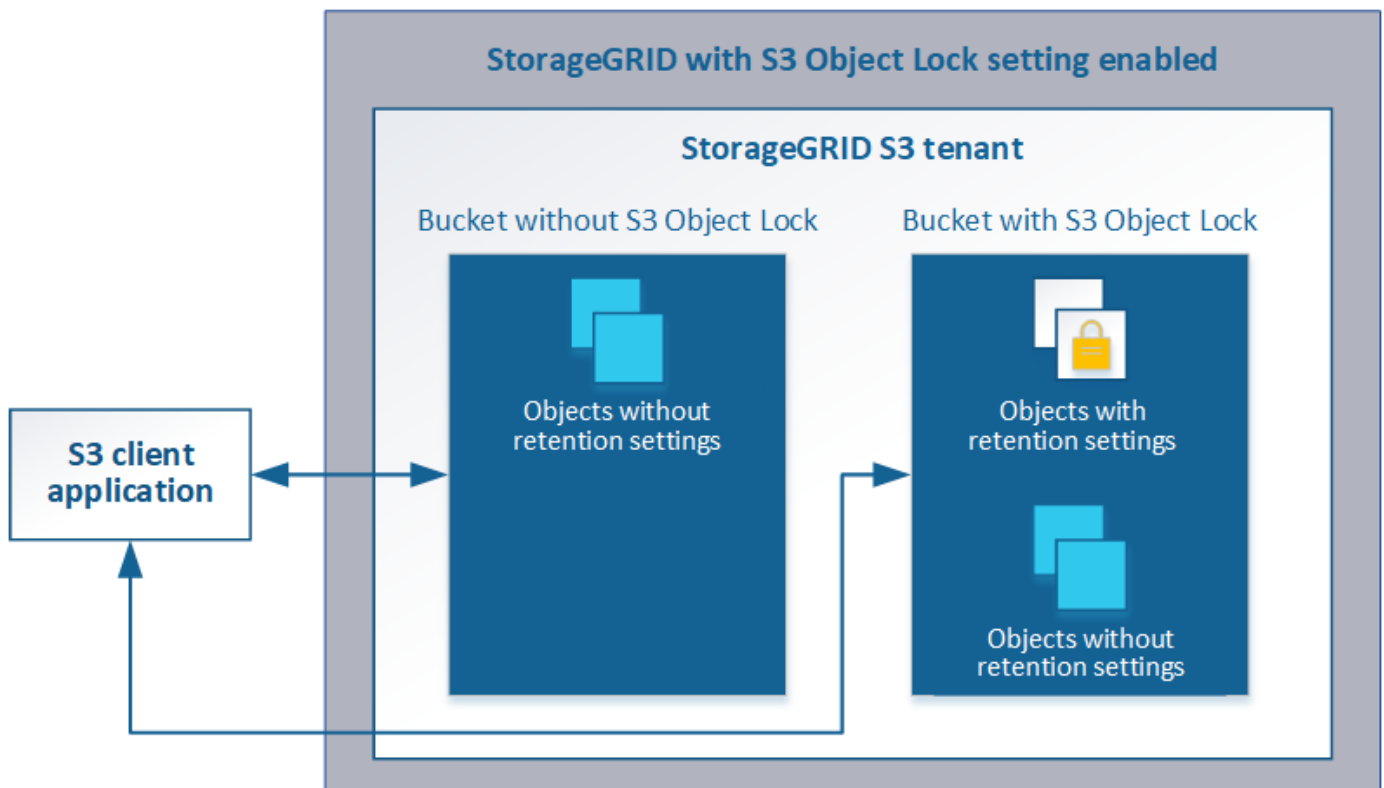 StorageGRID with S3 Object Lock setting enabled
StorageGRID S3 tenant
Bucket without S3 Object Lock
Bucket with S3 Object Lock
Objects without
retention settings
Objects with
retention settings
S3 client
application
Objects without
retention settings